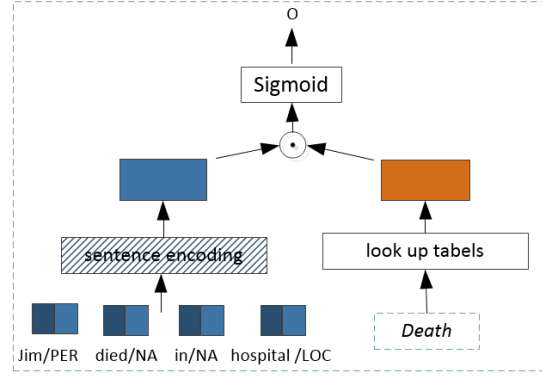 O
Sigmoid
sentence encoding
look up tabels
Death
Jim/PER died/NA in/NA hospital /LOC